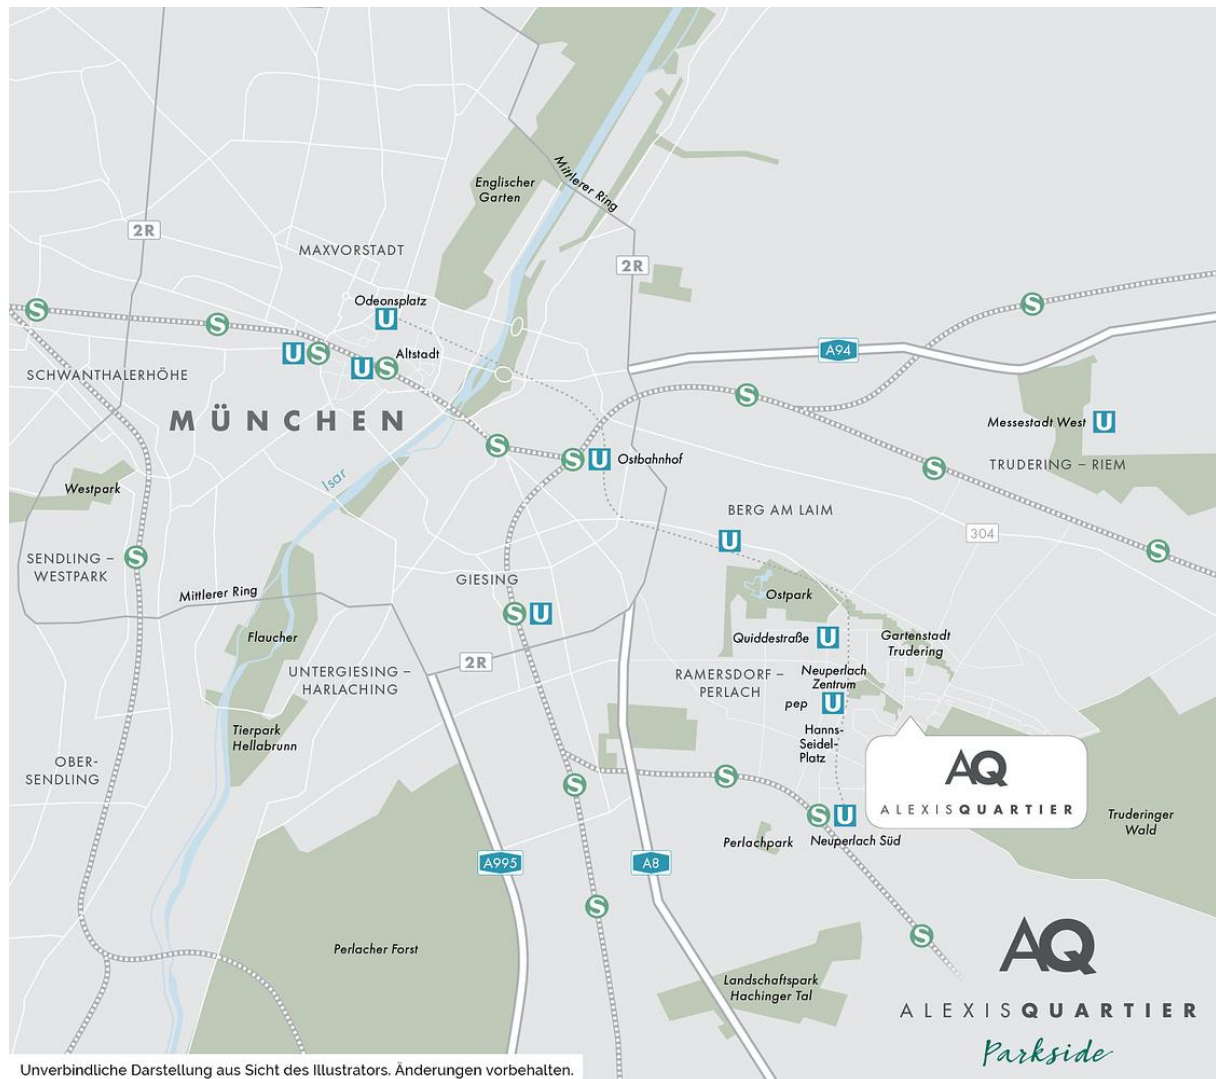 Mittlerer Ring
Englischer
Garten
2R
MAXVORSTADT
2R
Odeonsplatz
U
S
S
S
A94
U
S
U
S
Altstadt
SCHWANTHALERHÖHE
S
MÜNCHEN
Messestadt West
U
S
S
U
Ostbahnhof
S
TRUDERING – RIEM
Isar
Westpark
BERG AM LAIM
304
U
S
SENDLING –
WESTPARK
S
GIESING
Mittlerer Ring
Ostpark
S
U
Flaucher
Quiddestraße
U
Gartenstadt
Trudering
2R
UNTERGIESING –
HARLACHING
RAMERSDORF –
PERLACH
Neuperlach
Zentrum
pep
U
Tierpark
Hellabrunn
Hanns-
Seidel-
Platz
OBER-
SENDLING
AQ
ALEXISQUARTIER
S
S
S
U
Neuperlach Süd
Perlachpark
Truderinger
Wald
A995
A8
S
S
Perlacher Forst
Landschaftspark
Hachinger Tal
AQ
ALEXISQUARTIER
Parkside
Unverbindliche Darstellung aus Sicht des Illustrators. Änderungen vorbehalten.